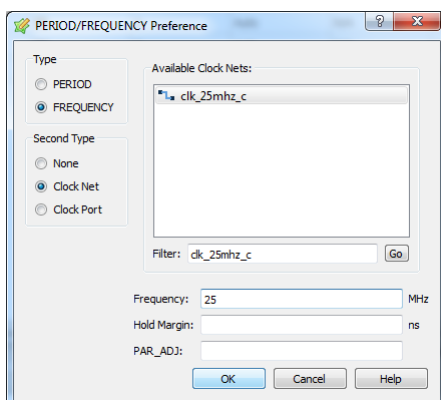 PERIOD/FREQUENCY Preference
Type
PERIOD
FREQUENCY
Second Type
None
Clock Net
Clock Port
Available Clock Nets:
clk_25mhz_c
Filter: clk_25mhz_c Go
Frequency: 25 MHz
Hold Margin: ns
PAR_ADJ:
OK Cancel Help